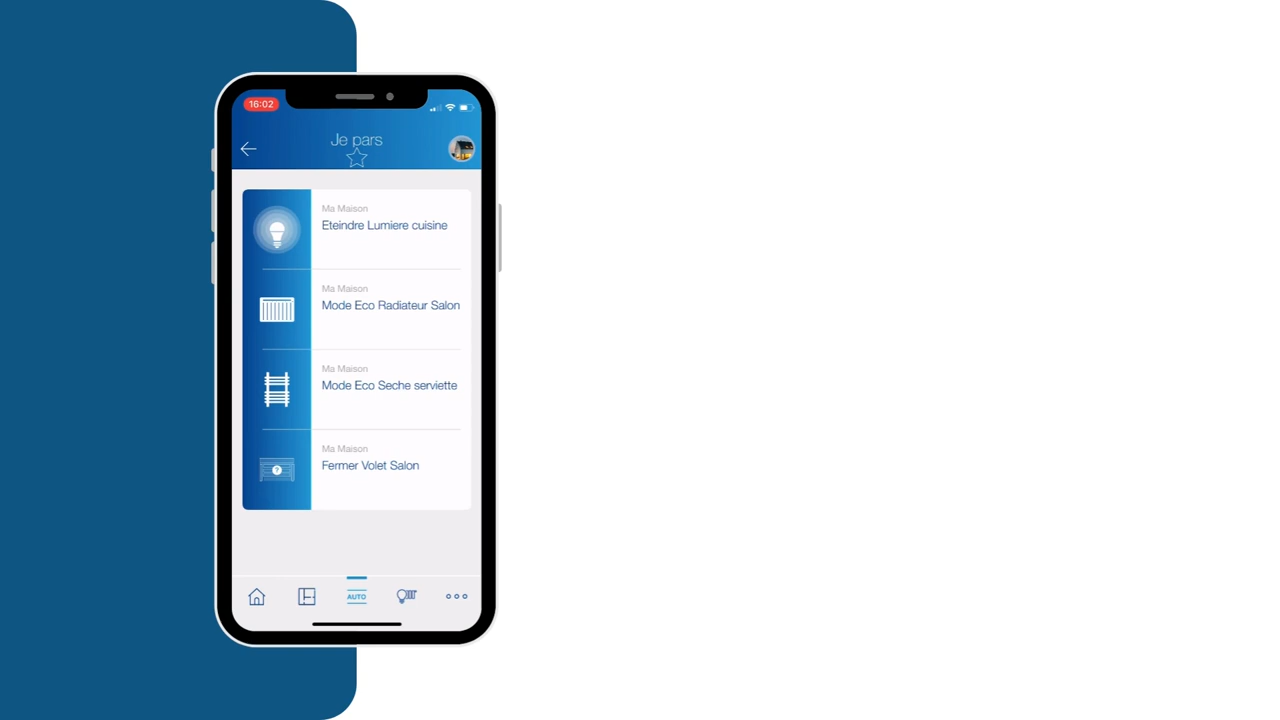 16:02
Je pars
Ma Maison
Eteindre Lumiere cuisine
Ma Maison
Mode Eco Radiateur Salon
Ma Maison
Mode Eco Seche serviette
Ma Maison
Fermer Volet Salon
?
AUTO